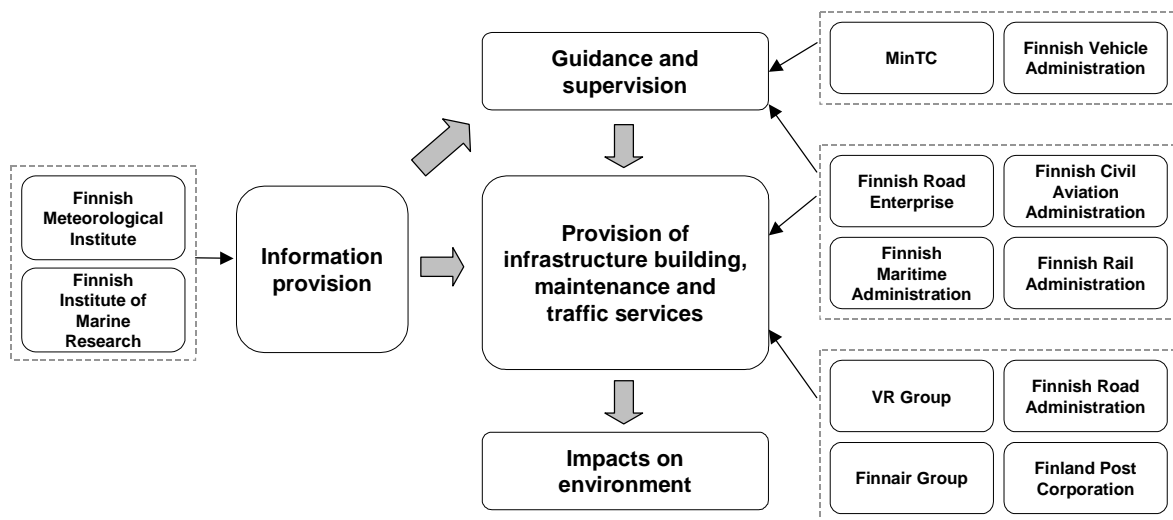 Guidance and
supervision
MinTC
Finnish Vehicle
Administration
Finnish
Meteorological
Institute
Finnish
Institute of
Marine
Research
Information
provision
Provision of
infrastructure building,
maintenance and
traffic services
Finnish Road
Enterprise
Finnish Civil
Aviation
Administration
Finnish
Maritime
Administration
Finnish Rail
Administration
VR Group
Finnish Road
Administration
Finnair Group
Finland Post
Corporation
Impacts on
environment